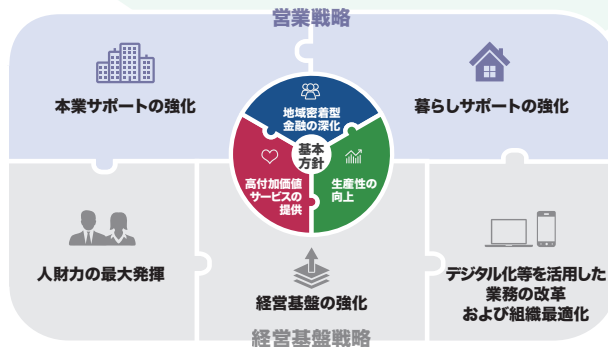 営業戦略
本業サポートの強化
暮らしサポートの強化
地域密着型
金融の深化
基本
方針
高付加価値
サービスの
提供
生産性の
向上
人財力の最大発揮
経営基盤の強化
デジタル化等を活用した
業務の改革
および組織最適化
経営基盤戦略